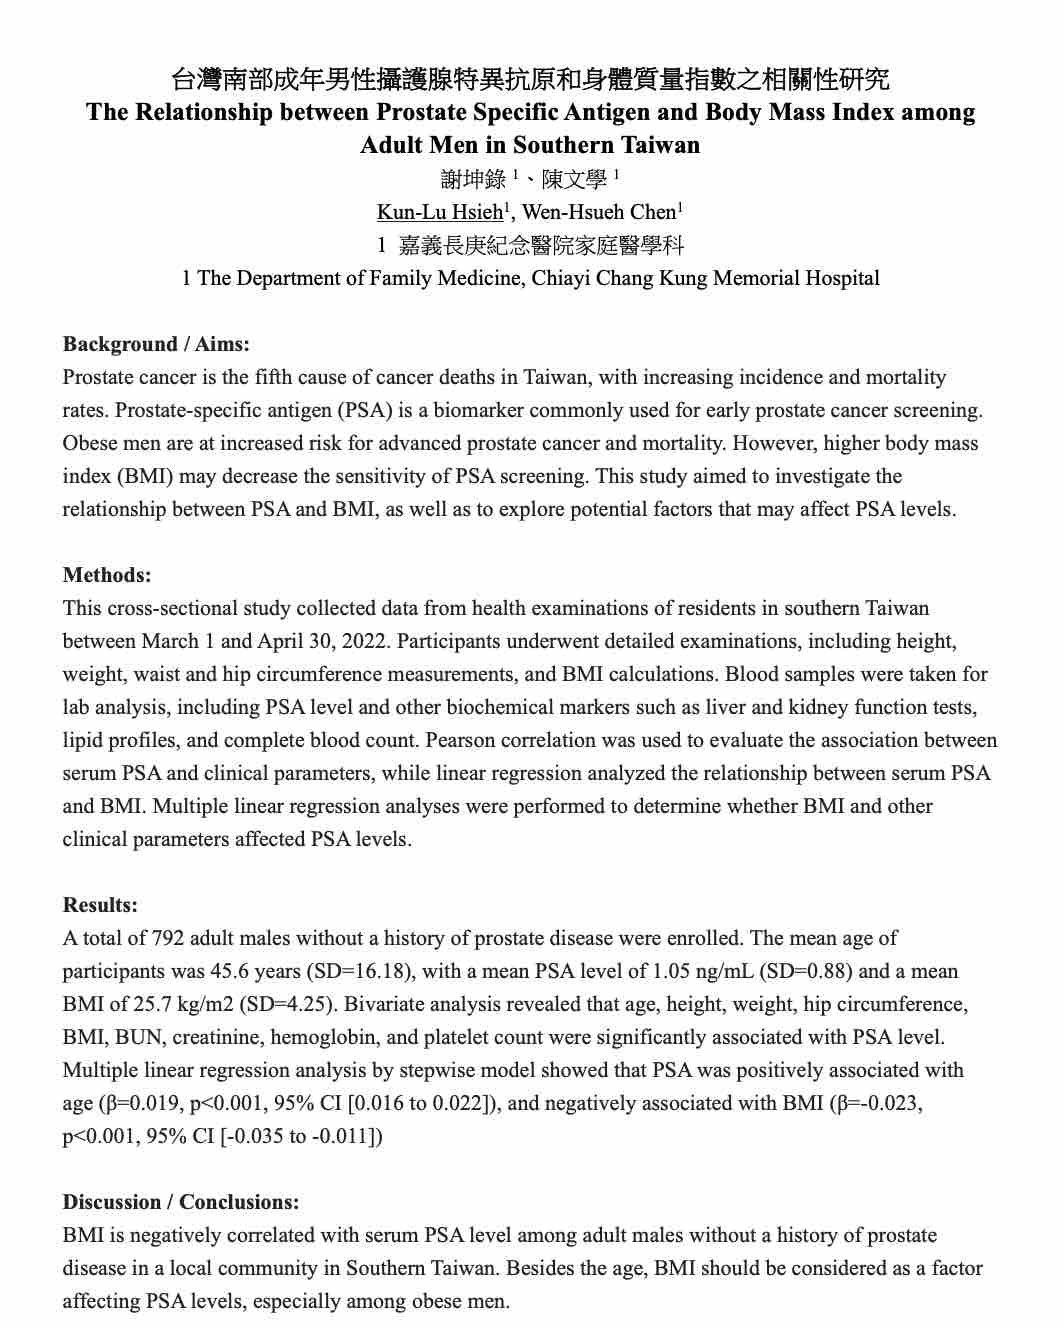 台灣南部成年男性攝護腺特異抗原和身體質量指數之相關性研究
The Relationship between Prostate Specific Antigen and Body Mass Index among
Adult Men in Southern Taiwan
謝坤錄 1、陳文學 1
Kun-Lu Hsieh1, Wen-Hsueh Chen1
1 嘉義長庚紀念醫院家庭醫學科
1 The Department of Family Medicine, Chiayi Chang Kung Memorial Hospital
Background / Aims:
Prostate cancer is the fifth cause of cancer deaths in Taiwan, with increasing incidence and mortality
rates. Prostate-specific antigen (PSA) is a biomarker commonly used for early prostate cancer screening.
Obese men are at increased risk for advanced prostate cancer and mortality. However, higher body mass
index (BMI) may decrease the sensitivity of PSA screening. This study aimed to investigate the
relationship between PSA and BMI, as well as to explore potential factors that may affect PSA levels.
Methods:
This cross-sectional study collected data from health examinations of residents in southern Taiwan
between March 1 and April 30, 2022. Participants underwent detailed examinations, including height,
weight, waist and hip circumference measurements, and BMI calculations. Blood samples were taken for
lab analysis, including PSA level and other biochemical markers such as liver and kidney function tests,
lipid profiles, and complete blood count. Pearson correlation was used to evaluate the association between
serum PSA and clinical parameters, while linear regression analyzed the relationship between serum PSA
and BMI. Multiple linear regression analyses were performed to determine whether BMI and other
clinical parameters affected PSA levels.
Results:
A total of 792 adult males without a history of prostate disease were enrolled. The mean age of
participants was 45.6 years (SD=16.18), with a mean PSA level of 1.05 ng/mL (SD=0.88) and a mean
BMI of 25.7 kg/m2 (SD=4.25). Bivariate analysis revealed that age, height, weight, hip circumference,
BMI, BUN, creatinine, hemoglobin, and platelet count were significantly associated with PSA level.
Multiple linear regression analysis by stepwise model showed that PSA was positively associated with
age (β=0.019, p<0.001, 95% CI [0.016 to 0.022]), and negatively associated with BMI (β=-0.023,
p<0.001, 95% CI [-0.035 to -0.011])
Discussion / Conclusions:
BMI is negatively correlated with serum PSA level among adult males without a history of prostate
disease in a local community in Southern Taiwan. Besides the age, BMI should be considered as a factor
affecting PSA levels, especially among obese men.